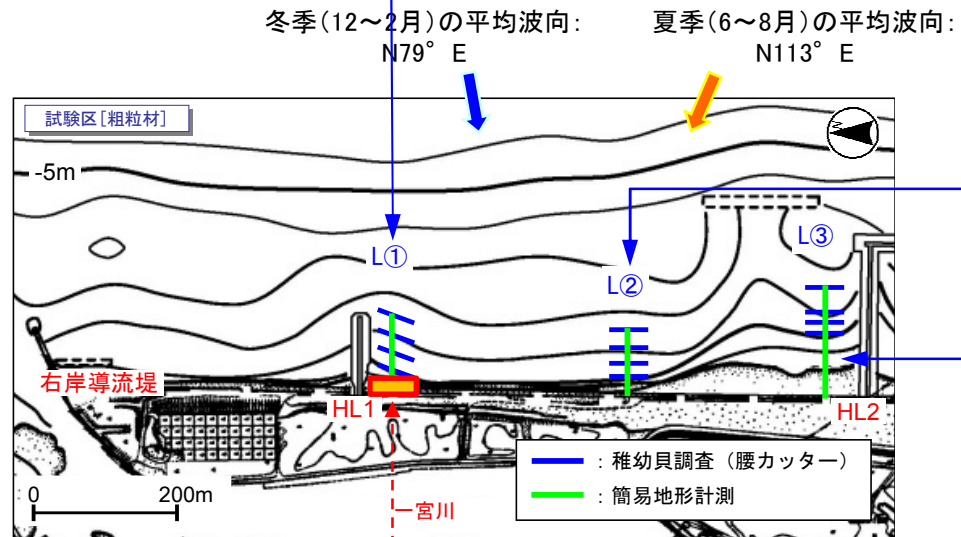 冬季(12～2月)の平均波向:
N79° E
夏季(6～8月)の平均波向:
N113° E
試験区[粗粒材]
N
-5m
L①
L②
L③
右岸導流堤
HL1
HL2
0 200m
一宮川
：稚幼貝調査（腰カッター）
：簡易地形計測